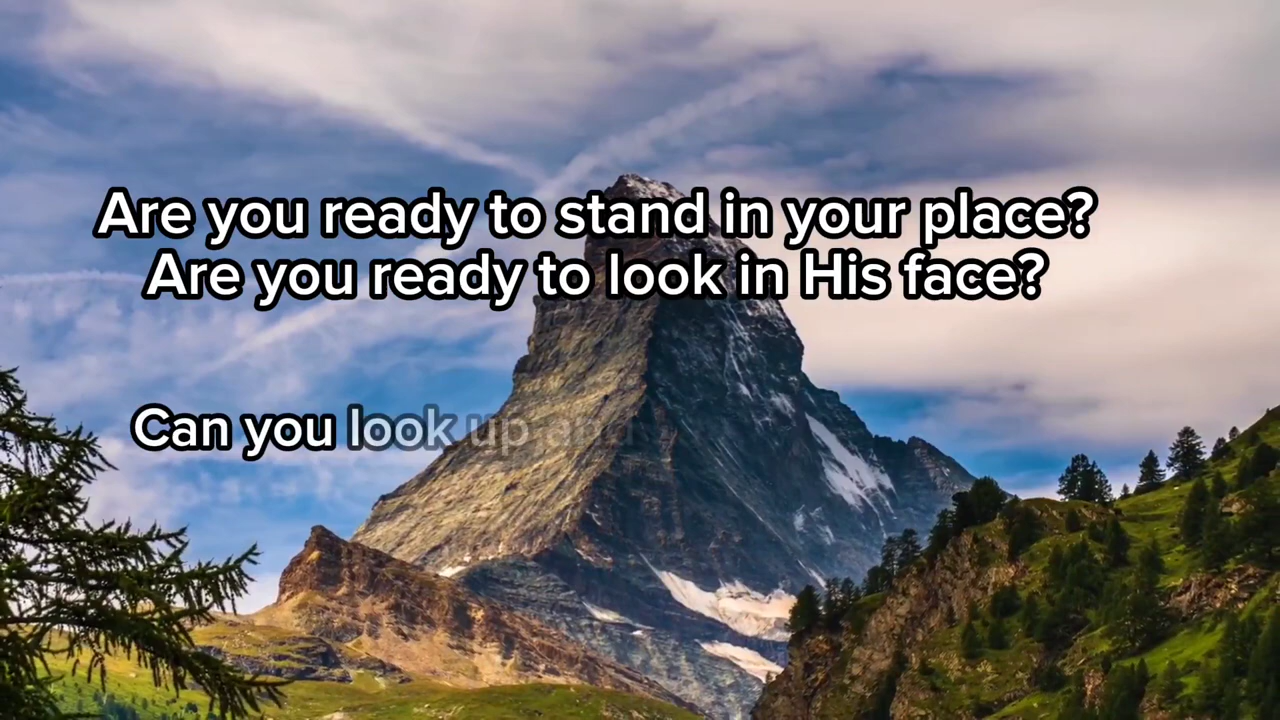 Are you ready to stand in your place?
Are you ready to look in His face?
Can you look up and